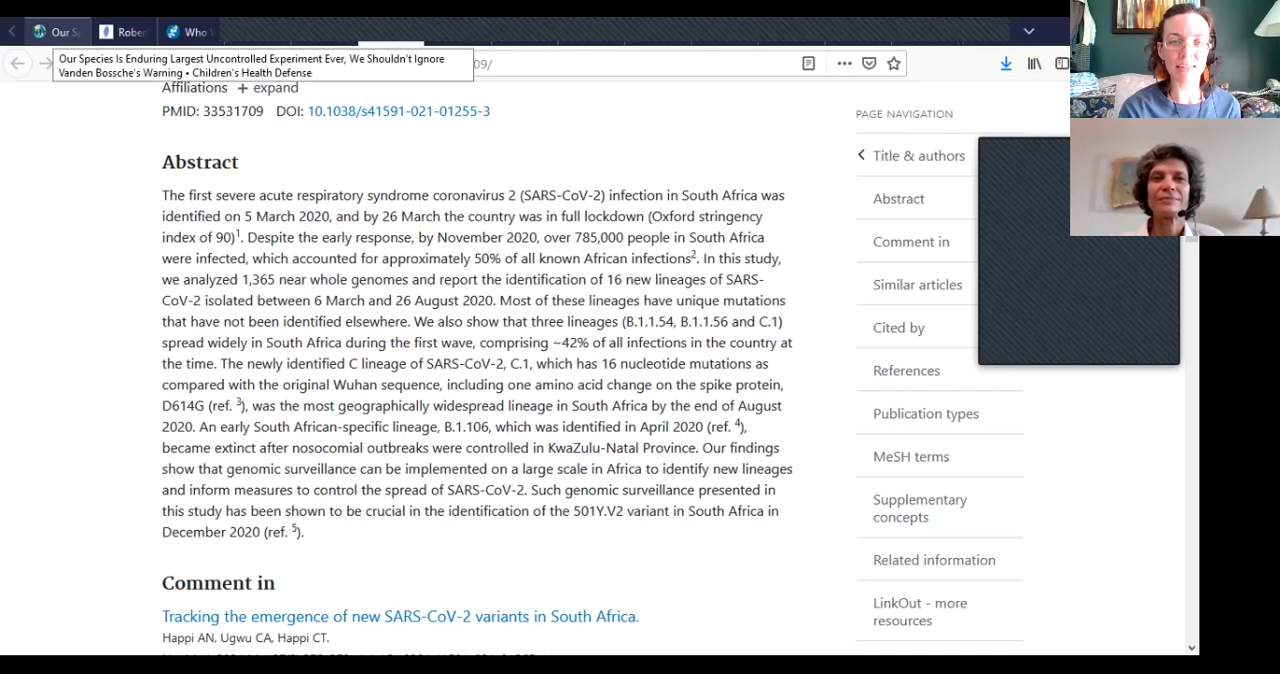 Our Sp
Rober
Who V
Our Species Is Enduring Largest Uncontrolled Experiment Ever, We Shouldn't Ignore
Vanden Bossche's Warning • Children's Health Defense
09/
Affiliations + expand
PMID: 33531709 DOI: 10.1038/s41591-021-01255-3
Abstract
The first severe acute respiratory syndrome coronavirus 2 (SARS-CoV-2) infection in South Africa was
identified on 5 March 2020, and by 26 March the country was in full lockdown (Oxford stringency
index of 90)1. Despite the early response, by November 2020, over 785,000 people in South Africa
were infected, which accounted for approximately 50% of all known African infections2. In this study,
we analyzed 1,365 near whole genomes and report the identification of 16 new lineages of SARS-
CoV-2 isolated between 6 March and 26 August 2020. Most of these lineages have unique mutations
that have not been identified elsewhere. We also show that three lineages (B.1.1.54, B.1.1.56 and C.1)
spread widely in South Africa during the first wave, comprising ~42% of all infections in the country at
the time. The newly identified C lineage of SARS-CoV-2, C.1, which has 16 nucleotide mutations as
compared with the original Wuhan sequence, including one amino acid change on the spike protein,
D614G (ref. 3), was the most geographically widespread lineage in South Africa by the end of August
2020. An early South African-specific lineage, B.1.106, which was identified in April 2020 (ref. 4),
became extinct after nosocomial outbreaks were controlled in KwaZulu-Natal Province. Our findings
show that genomic surveillance can be implemented on a large scale in Africa to identify new lineages
and inform measures to control the spread of SARS-CoV-2. Such genomic surveillance presented in
this study has been shown to be crucial in the identification of the 501Y.V2 variant in South Africa in
December 2020 (ref. 5).
Comment in
Tracking the emergence of new SARS-CoV-2 variants in South Africa.
Happi AN, Ugwu CA, Happi CT.
PAGE NAVIGATION
Title & authors
Abstract
Comment in
Similar articles
Cited by
References
Publication types
MeSH terms
Supplementary
concepts
Related information
LinkOut - more
resources